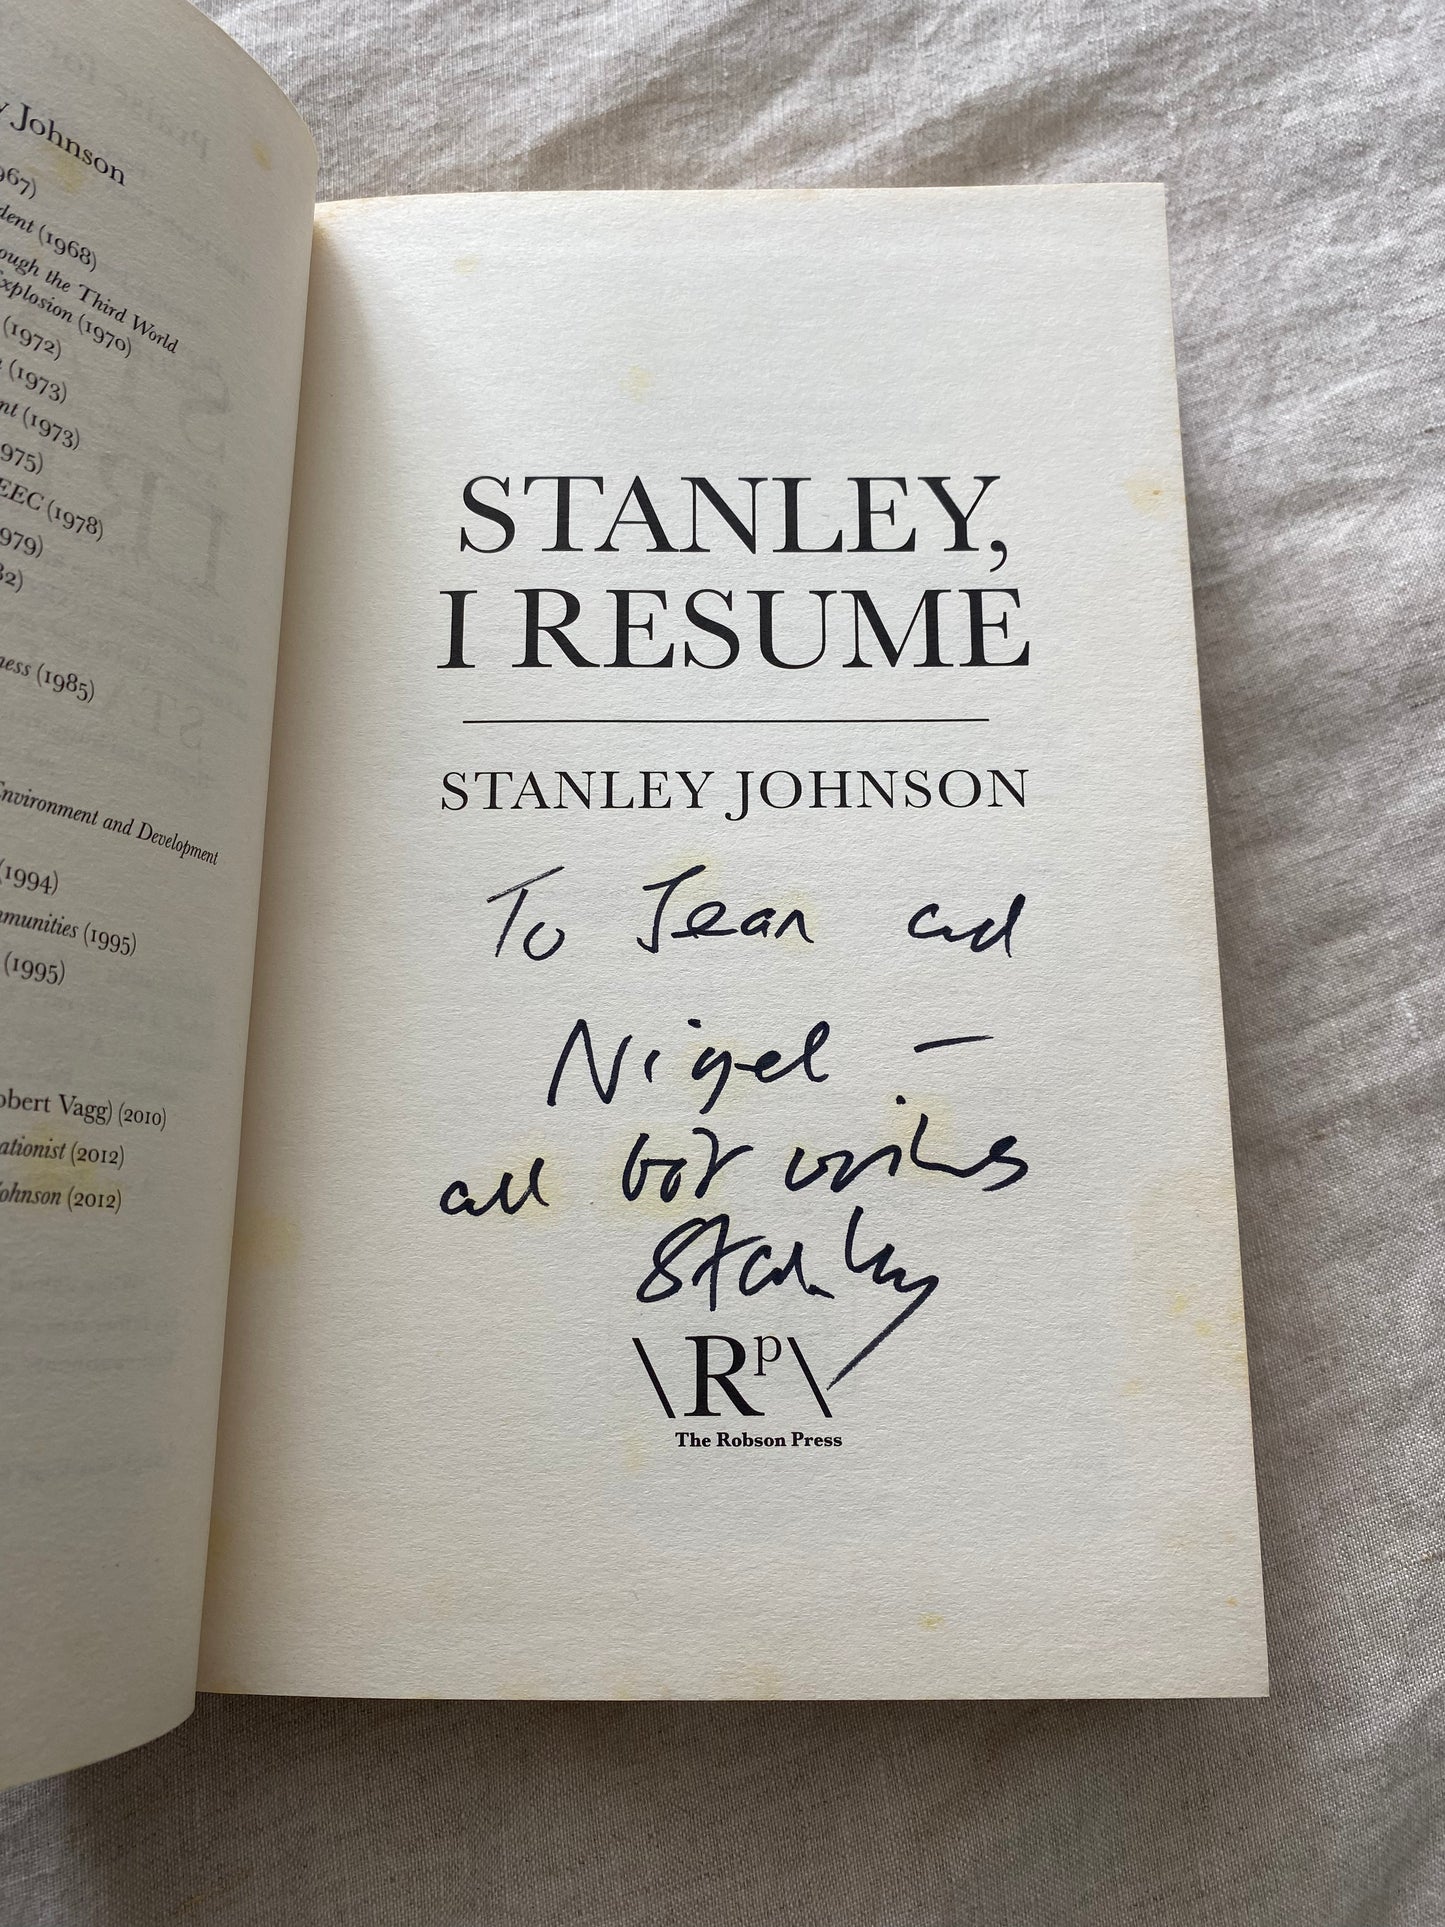 y Johnson
967)
dent (1968)
ough the Third World
Explosion (1970)
(1972)
(1973)
nt (1973)
975)
EEC (1978)
979)
82)
ness (1985)
Environment and Development
(1994)
mmunities (1995)
(1995)
obert Vagg) (2010)
ationist (2012)
Johnson (2012)
STANLEY,
I RESUME
STANLEY JOHNSON
To Jean and
Nigel –
all best wishes
Stanley
\Rp\
The Robson Press